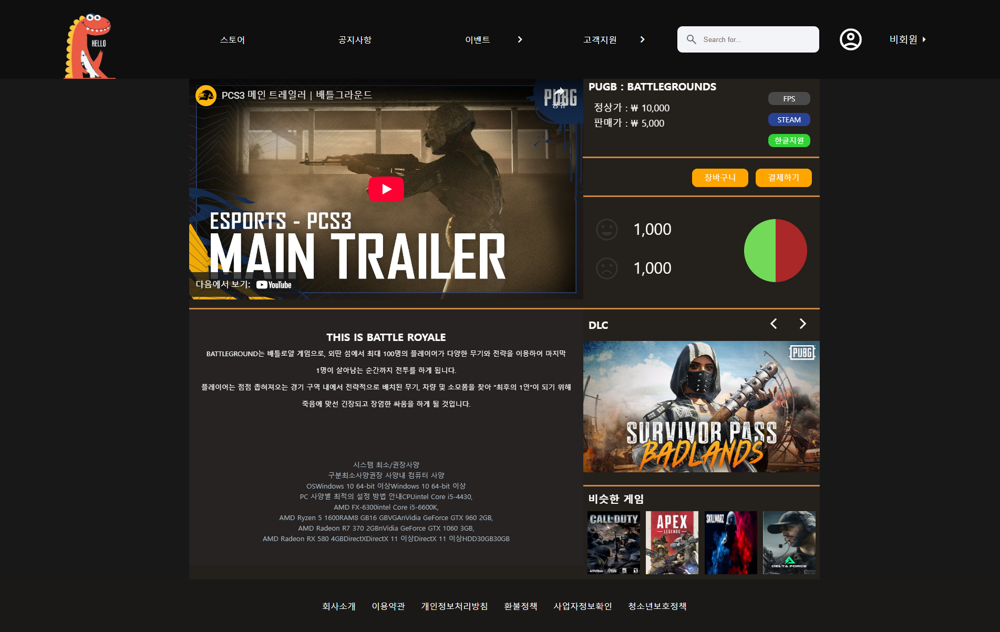 HELLO
스토어
공지사항
이벤트
고객지원
Search for...
비회원
PCS3 메인 트레일러 | 배틀그라운드
PUBG
공유
ESPORTS - PCS3
MAIN TRAILER
다음에서 보기: YouTube
PUGB : BATTLEGROUNDS
정상가 : ₩ 10,000
판매가 : ₩ 5,000
FPS
STEAM
한글지원
장바구니
결제하기
1,000
1,000
THIS IS BATTLE ROYALE
BATTLEGROUND는 배틀로얄 게임으로, 외딴 섬에서 최대 100명의 플레이어가 다양한 무기와 전략을 이용하여 마지막
1명이 살아남는 순간까지 전투를 하게 됩니다.
플레이어는 점점 좁혀져오는 경기 구역 내에서 전략적으로 배치된 무기, 차량 및 소모품을 찾아 "최후의 1인"이 되기 위해
죽음에 맞선 긴장되고 장엄한 싸움을 하게 될 것입니다.
시스템 최소/권장사양
구분최소사양권장 사양내 컴퓨터 사양
OSWindows 10 64-bit 이상Windows 10 64-bit 이상
PC 사양별 최적의 설정 방법 안내CPUintel Core i5-4430,
AMD FX-6300intel Core i5-6600K,
AMD Ryzen 5 1600RAM8 GB16 GBVGAnVidia GeForce GTX 960 2GB,
AMD Radeon R7 370 2GBnVidia GeForce GTX 1060 3GB,
AMD Radeon RX 580 4GBDirectXDirectX 11 이상DirectX 11 이상HDD30GB30GB
DLC
PUBG
SURVIVOR PASS
BADLANDS
비슷한 게임
CALL OF DUTY
ACTIVISION
PC
APEX
LEGENDS
SKILLWARZ
DELTA FORCE
회사소개
이용약관
개인정보처리방침
환불정책
사업자정보확인
청소년보호정책